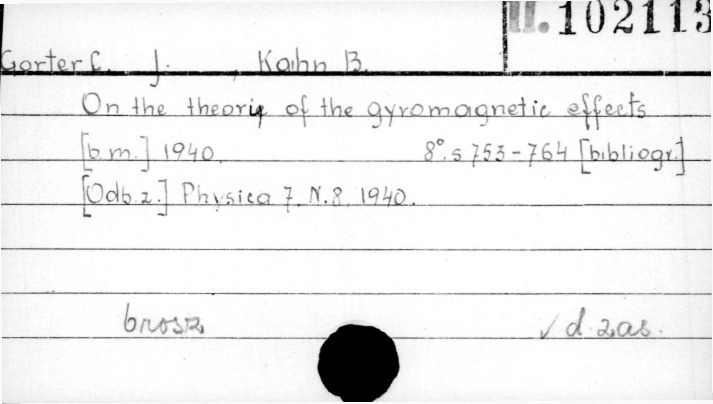 II. 102113
Gorter C. J., Kahn B.
On the theory of the gyromagnetic effects
[b.m.] 1940. 8°. s 753-764 [bibliogr.]
[Odb. z.] Physica 7. N.8. 1940.
brosz. √ d. zas.